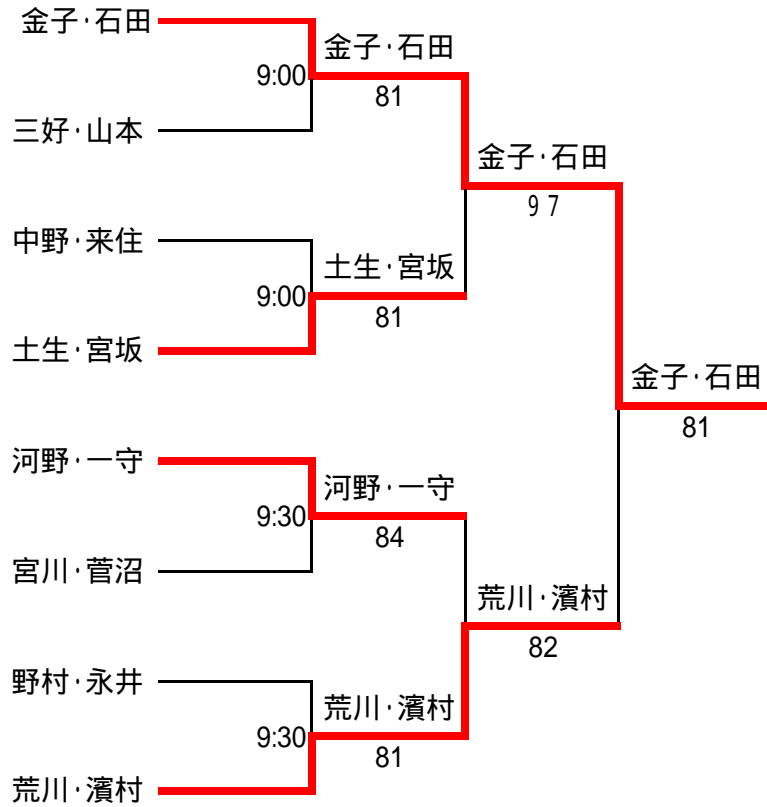 金子・石田
金子・石田
9:00
81
三好・山本
金子・石田
9 7
中野・来住
土生・宮坂
9:00
81
土生・宮坂
金子・石田
81
河野・一守
河野・一守
9:30
84
宮川・菅沼
荒川・濱村
82
野村・永井
荒川・濱村
9:30
81
荒川・濱村